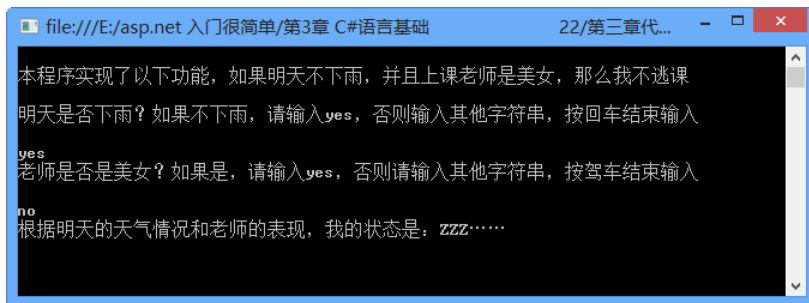 file:///E:/asp.net 入门很简单/第3章 C#语言基础 22/第三章代...
本程序实现了以下功能，如果明天不下雨，并且上课老师是美女，那么我不逃课
明天是否下雨？如果不下雨，请输入yes，否则输入其他字符串，按回车结束输入
yes
老师是否是美女？如果是，请输入yes，否则请输入其他字符串，按驾车结束输入
no
根据明天的天气情况和老师的表现，我的状态是：ZZZ……